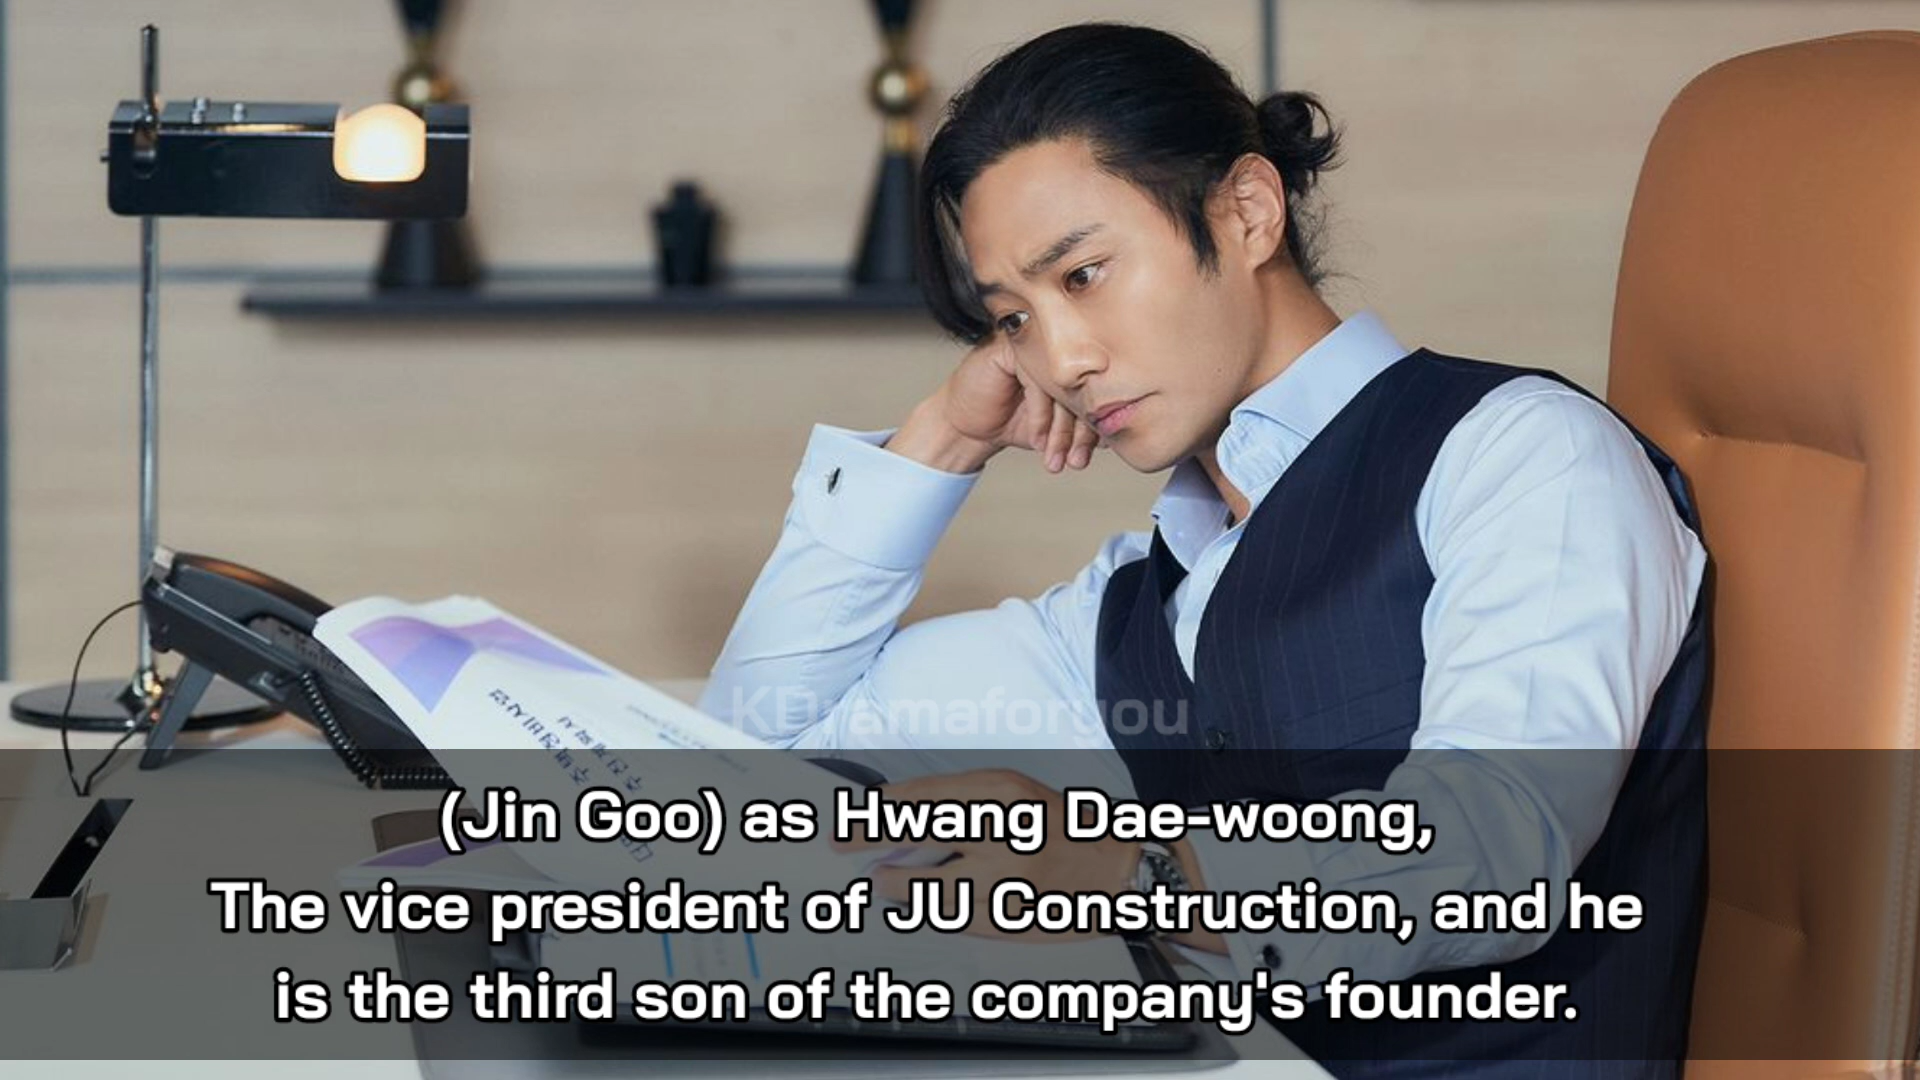 KDramaforyou
(Jin Goo) as Hwang Dae-woong,
The vice president of JU Construction, and he
is the third son of the company's founder.